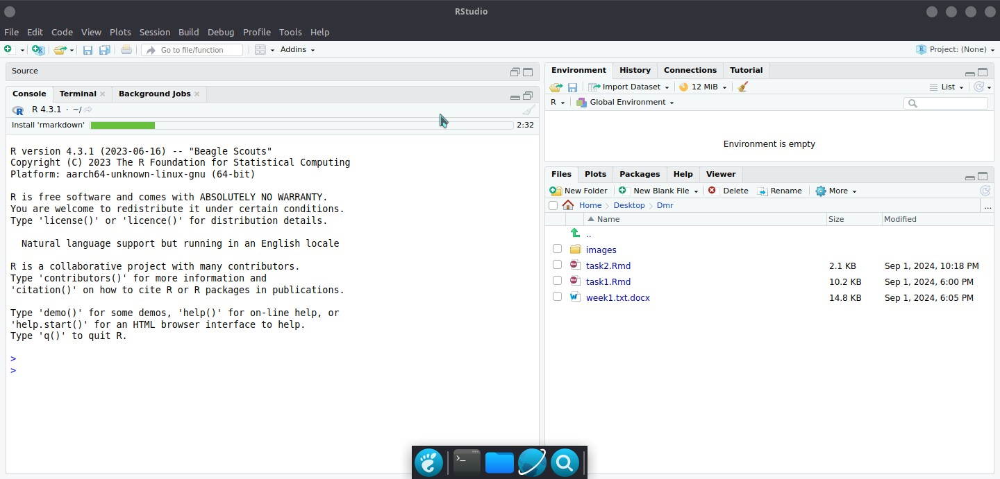 RStudio
File Edit Code View Plots Session Build Debug Profile Tools Help
Go to file/function Addins Project: (None)
Source
Console Terminal Background Jobs
R 4.3.1 · ~/
Install 'rmarkdown' 2:32
R version 4.3.1 (2023-06-16) -- "Beagle Scouts"
Copyright (C) 2023 The R Foundation for Statistical Computing
Platform: aarch64-unknown-linux-gnu (64-bit)
R is free software and comes with ABSOLUTELY NO WARRANTY.
You are welcome to redistribute it under certain conditions.
Type 'license()' or 'licence()' for distribution details.
Natural language support but running in an English locale
R is a collaborative project with many contributors.
Type 'contributors()' for more information and
'citation()' on how to cite R or R packages in publications.
Type 'demo()' for some demos, 'help()' for on-line help, or
'help.start()' for an HTML browser interface to help.
Type 'q()' to quit R.
>
>
Environment History Connections Tutorial
Import Dataset 12 MiB List
R Global Environment
Environment is empty
Files Plots Packages Help Viewer
New Folder New Blank File Delete Rename More
Home Desktop Dmr ...
Name Size Modified
..
images
task2.Rmd 2.1 KB Sep 1, 2024, 10:18 PM
task1.Rmd 10.2 KB Sep 1, 2024, 6:00 PM
week1.txt.docx 14.8 KB Sep 1, 2024, 6:05 PM